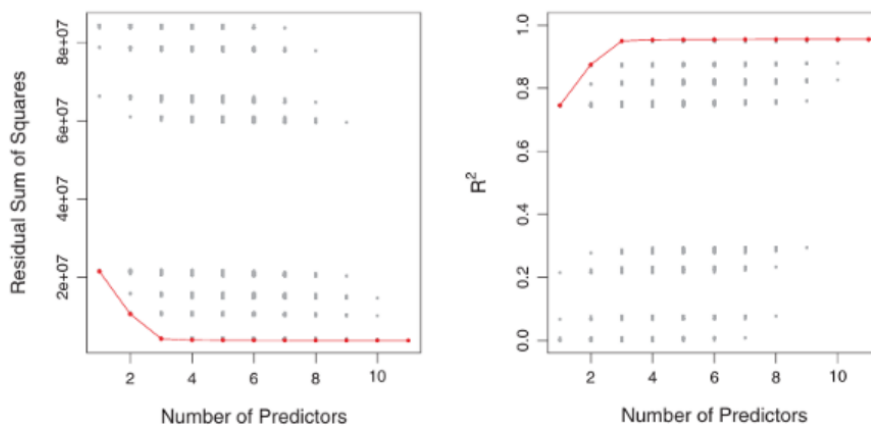 Residual Sum of Squares
8e+07
6e+07
4e+07
2e+07
2 4 6 8 10
Number of Predictors
R²
1.0
0.8
0.6
0.4
0.2
0.0
2 4 6 8 10
Number of Predictors